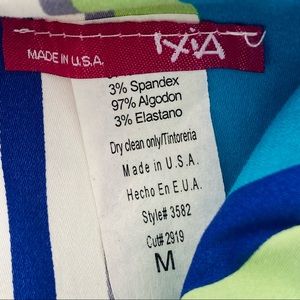 IXIA
MADE IN U.S.A.
3% Spandex
97% Algodon
3% Elastano
Dry clean only/Tintoreria
Made in U.S.A.
Hecho En E.U.A.
Style# 3582
Cut# 2919
M